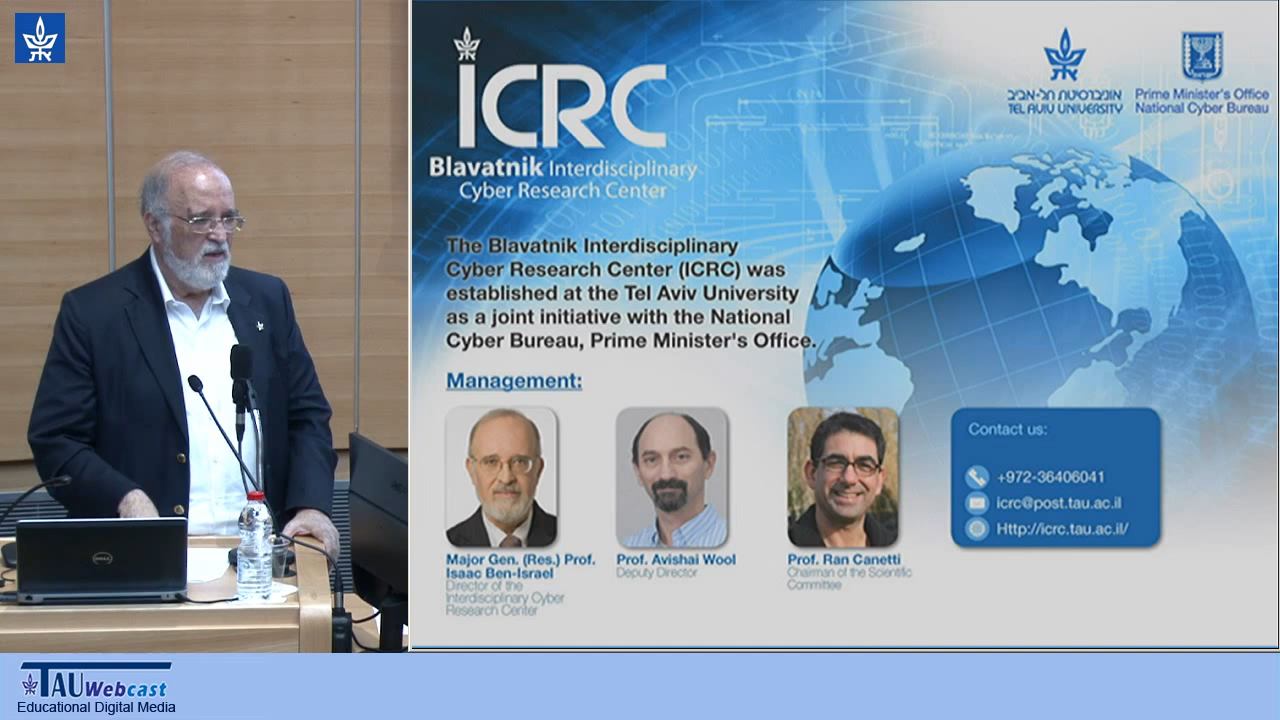 ICRC
Blavatnik Interdisciplinary
Cyber Research Center
אוניברסיטת תל-אביב
TEL AVIV UNIVERSITY
Prime Minister's Office
National Cyber Bureau
The Blavatnik Interdisciplinary
Cyber Research Center (ICRC) was
established at the Tel Aviv University
as a joint initiative with the National
Cyber Bureau, Prime Minister's Office.
Management:
Major Gen. (Res.) Prof.
Isaac Ben-Israel
Director of the
Interdisciplinary Cyber
Research Center
Prof. Avishai Wool
Deputy Director
Prof. Ran Canetti
Chairman of the Scientific
Committee
Contact us:
+972-36406041
icrc@post.tau.ac.il
Http://icrc.tau.ac.il/
DELL
TAU Webcast
Educational Digital Media